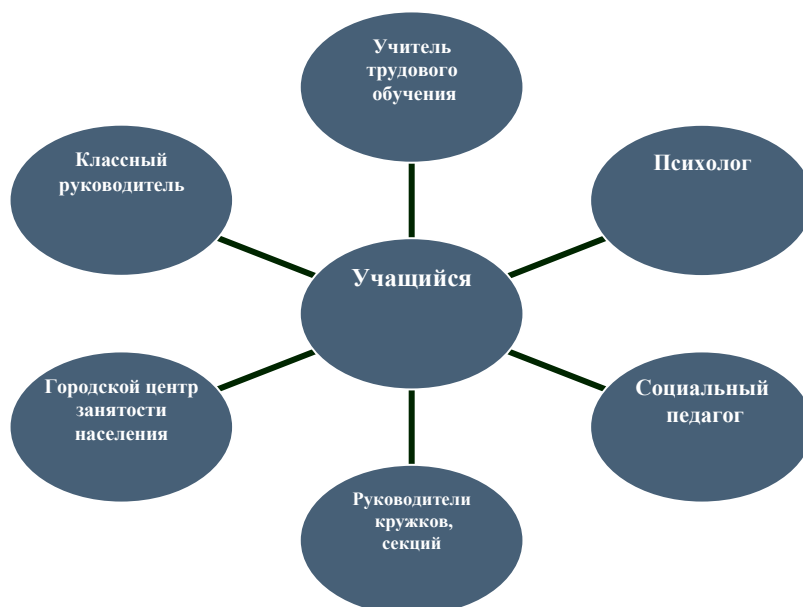 Учитель
трудового
обучения
Классный
руководитель
Психолог
Учащийся
Городской центр
занятости
населения
Социальный
педагог
Руководители
кружков,
секций